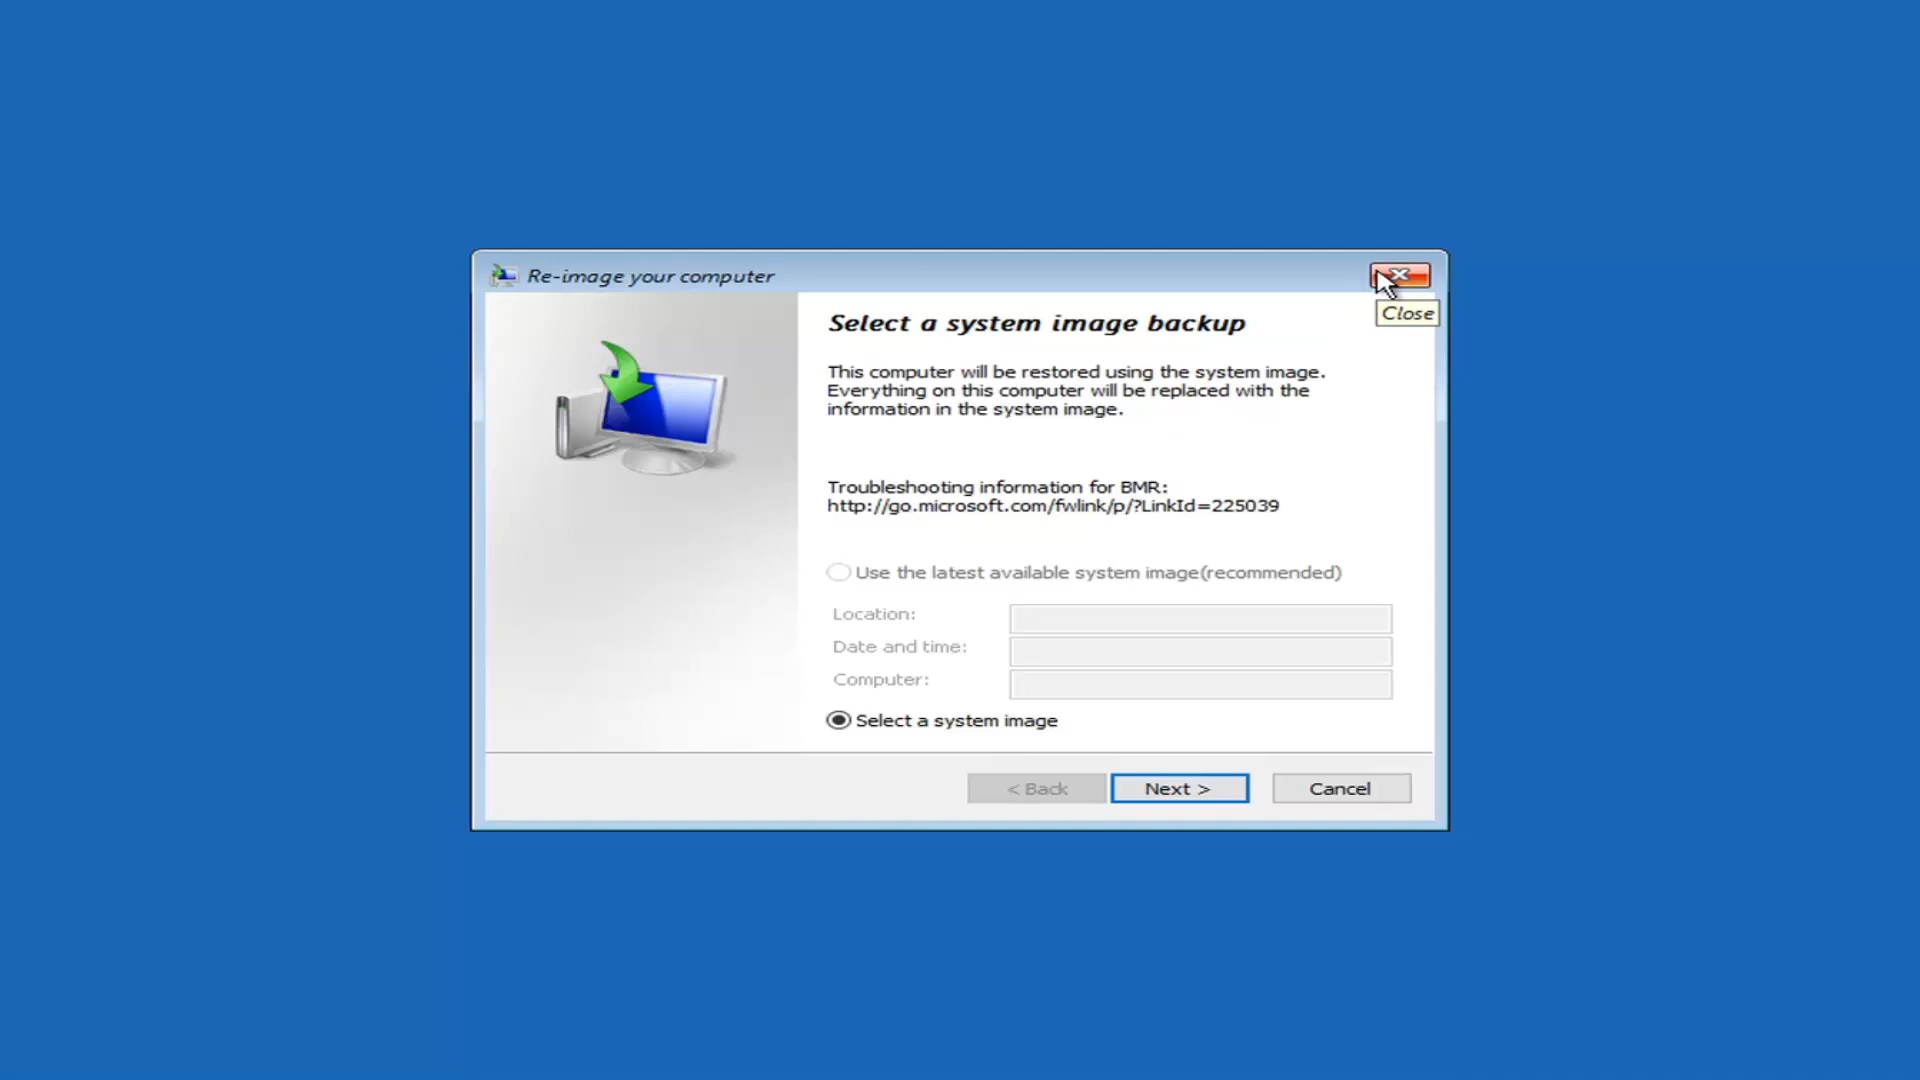 Re-image your computer
Close
Select a system image backup
This computer will be restored using the system image.
Everything on this computer will be replaced with the
information in the system image.
Troubleshooting information for BMR:
http://go.microsoft.com/fwlink/p/?LinkId=225039
Use the latest available system image(recommended)
Location:
Date and time:
Computer:
Select a system image
< Back Next > Cancel